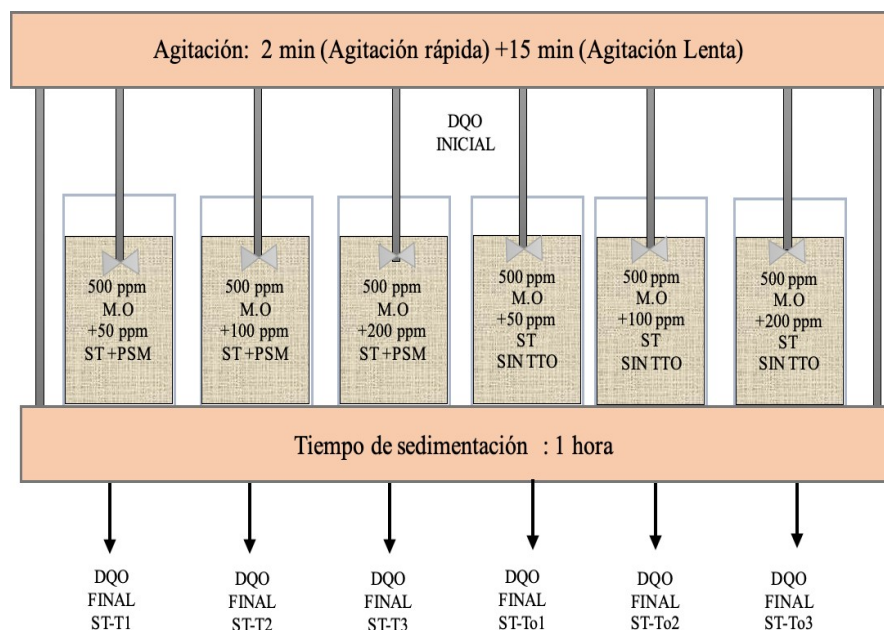 Agitación: 2 min (Agitación rápida) +15 min (Agitación Lenta)
DQO
INICIAL
500 ppm
M.O
+50 ppm
ST +PSM
500 ppm
M.O
+100 ppm
ST +PSM
500 ppm
M.O
+200 ppm
ST +PSM
500 ppm
M.O
+50 ppm
ST
SIN TTO
500 ppm
M.O
+100 ppm
ST
SIN TTO
500 ppm
M.O
+200 ppm
ST
SIN TTO
Tiempo de sedimentación : 1 hora
DQO
FINAL
ST-T1
DQO
FINAL
ST-T2
DQO
FINAL
ST-T3
DQO
FINAL
ST-To1
DQO
FINAL
ST-To2
DQO
FINAL
ST-To3